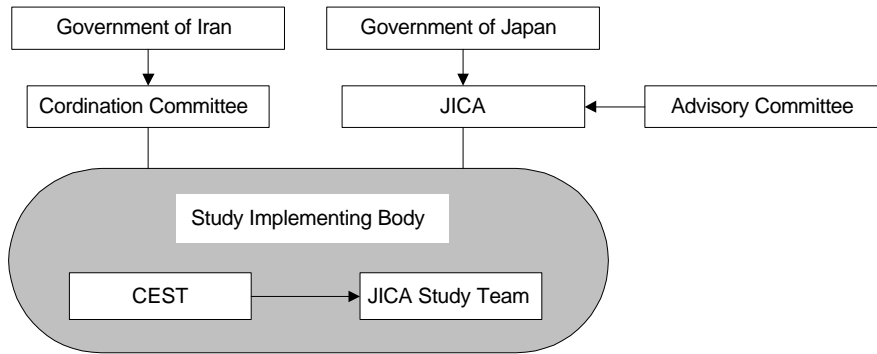 Government of Iran
Government of Japan
Cordination Committee
JICA
Advisory Committee
Study Implementing Body
CEST
JICA Study Team